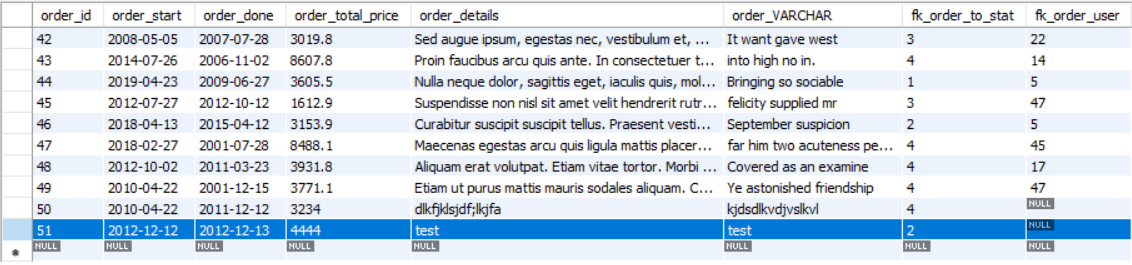 order_id order_start order_done order_total_price order_details order_VARCHAR fk_order_to_stat fk_order_user
42 2008-05-05 2007-07-28 3019.8 Sed augue ipsum, egestas nec, vestibulum et, ... It want gave west 3 22
43 2014-07-26 2006-11-02 8607.8 Proin faucibus arcu quis ante. In consectetuer t... into high no in. 4 14
44 2019-04-23 2009-06-27 3605.5 Nulla neque dolor, sagittis eget, iaculis quis, mol... Bringing so sociable 1 5
45 2012-07-27 2012-10-12 1612.9 Suspendisse non nisl sit amet velit hendrerit rutr... felicity supplied mr 3 47
46 2018-04-13 2015-04-12 3153.9 Curabitur suscipit suscipit tellus. Praesent vesti... September suspicion 2 5
47 2018-02-27 2001-07-28 8488.1 Maecenas egestas arcu quis ligula mattis placer... far him two acuteness pe... 4 45
48 2012-10-02 2011-03-23 3931.8 Aliquam erat volutpat. Etiam vitae tortor. Morbi ... Covered as an examine 4 17
49 2010-04-22 2001-12-15 3771.1 Etiam ut purus mattis mauris sodales aliquam. C... Ye astonished friendship 4 47
50 2010-04-22 2011-12-12 3234 dlkfjklsjdf;lkjfa kjdsdlkvdjvslkvl 4 NULL
51 2012-12-12 2012-12-13 4444 test test 2 NULL
NULL NULL NULL NULL NULL NULL NULL NULL